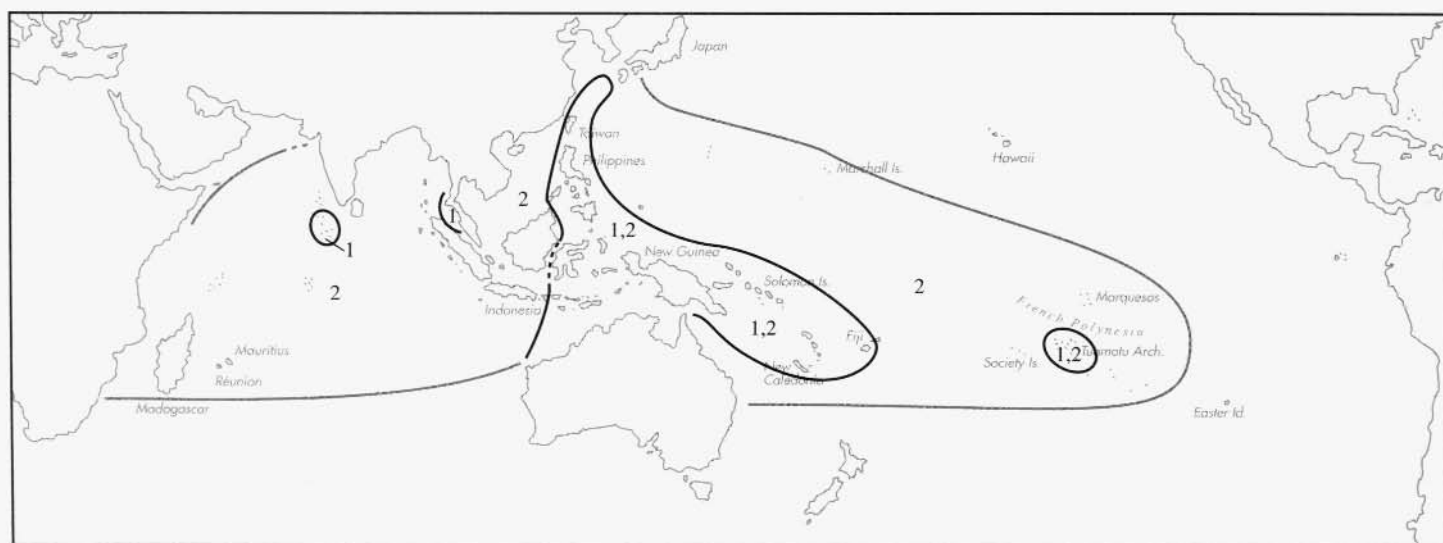 Japan
Taiwan
Philippines
Hawaii
Marshall Is.
2
1
1
1,2
New Guinea
2
Indonesia
Solomon Is.
2
Marquesas
French Polynesia
1,2
Fiji
1,2
Tuamotu Arch.
Society Is.
Mauritius
Réunion
New
Caledonia
Madagascar
Easter Id.